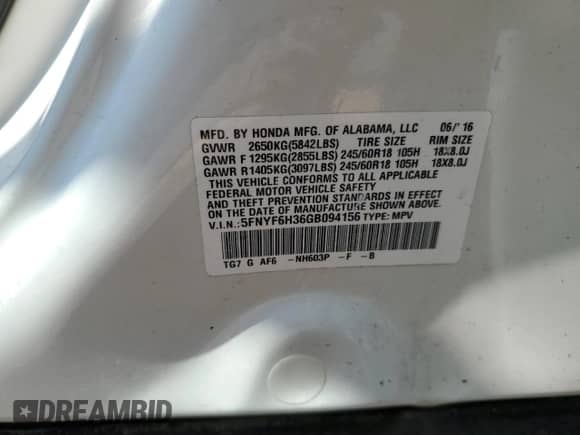 MFD. BY HONDA MFG. OF ALABAMA, LLC 06/'16
GVWR 2650KG(5842LBS) TIRE SIZE RIM SIZE
GAWR F 1295KG(2855LBS) 245/60R18 105H 18X8.0J
GAWR R 1405KG(3097LBS) 245/60R18 105H 18X8.0J
THIS VEHICLE CONFORMS TO ALL APPLICABLE
FEDERAL MOTOR VEHICLE SAFETY
AND THEFT PREVENTION STANDARDS IN EFFECT
ON THE DATE OF MANUFACTURE SHOWN ABOVE.
V.I.N.: 5FNYF6H36GB094156 TYPE: MPV
TG7 G AF6 -NH603P -F -B
DREAMBID